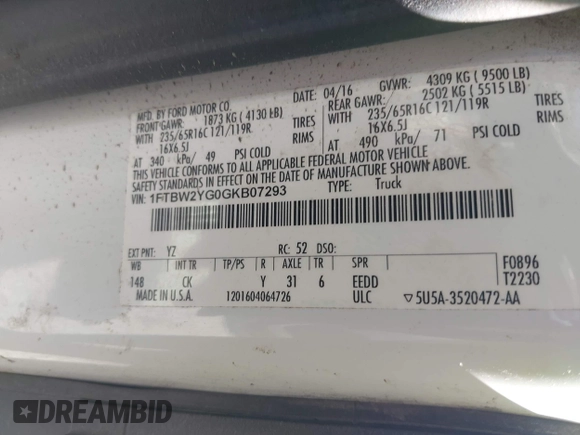 MFD. BY FORD MOTOR CO. 04/16 GVWR: 4309 KG ( 9500 LB)
FRONT GAWR: 1873 KG ( 4130 LB) REAR GAWR: 2502 KG ( 5515 LB)
WITH 235/65R16C 121/119R TIRES WITH 235/65R16C 121/119R TIRES
16X6.5J RIMS 16X6.5J RIMS
AT 340 kPa/ 49 PSI COLD AT 490 kPa/ 71 PSI COLD
THIS VEHICLE CONFORMS TO ALL APPLICABLE FEDERAL MOTOR VEHICLE
SAFETY STANDARDS IN EFFECT ON THE DATE OF MANUFACTURE SHOWN ABOVE.
VIN: 1FTBW2YG0GKB07293 TYPE: Truck
EXT PNT: YZ RC: 52 DSO:
WB INT TR TP/PS R AXLE TR SPR F0896
148 CK Y 31 6 EEDD T2230
MADE IN U.S.A. 1201604064726 ULC ▽5U5A-3520472-AA
DREAMBID